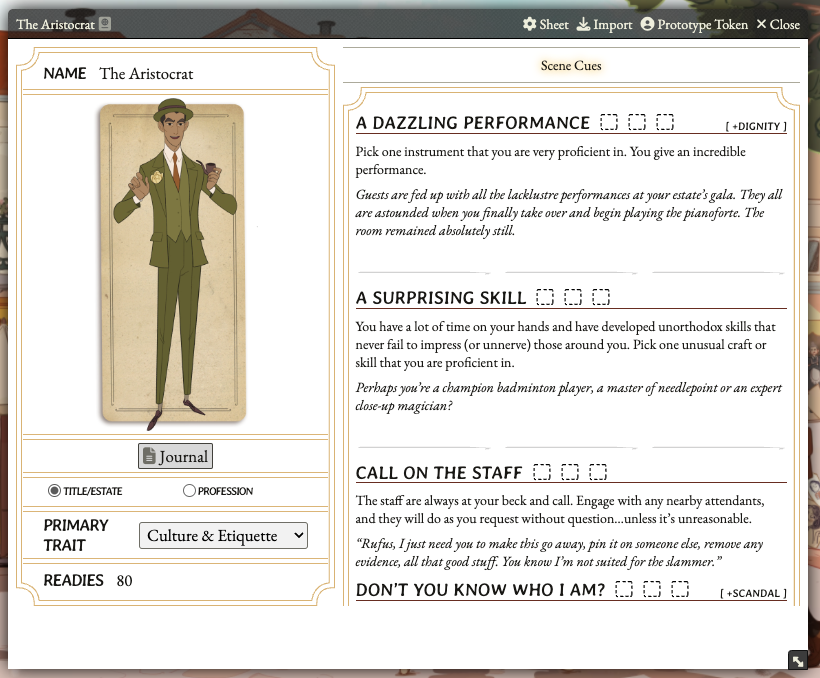 The Aristocrat
Sheet
Import
Prototype Token
Close
NAME The Aristocrat
Journal
TITLE/ESTATE
PROFESSION
PRIMARY
TRAIT
Culture & Etiquette
READIES 80
Scene Cues
A DAZZLING PERFORMANCE [ +DIGNITY ]
Pick one instrument that you are very proficient in. You give an incredible
performance.
Guests are fed up with all the lacklustre performances at your estate’s gala. They all
are astounded when you finally take over and begin playing the pianoforte. The
room remained absolutely still.
A SURPRISING SKILL
You have a lot of time on your hands and have developed unorthodox skills that
never fail to impress (or unnerve) those around you. Pick one unusual craft or
skill that you are proficient in.
Perhaps you’re a champion badminton player, a master of needlepoint or an expert
close-up magician?
CALL ON THE STAFF
The staff are always at your beck and call. Engage with any nearby attendants,
and they will do as you request without question…unless it’s unreasonable.
“Rufus, I just need you to make this go away, pin it on someone else, remove any
evidence, all that good stuff. You know I’m not suited for the slammer.”
DON’T YOU KNOW WHO I AM? [ +SCANDAL ]